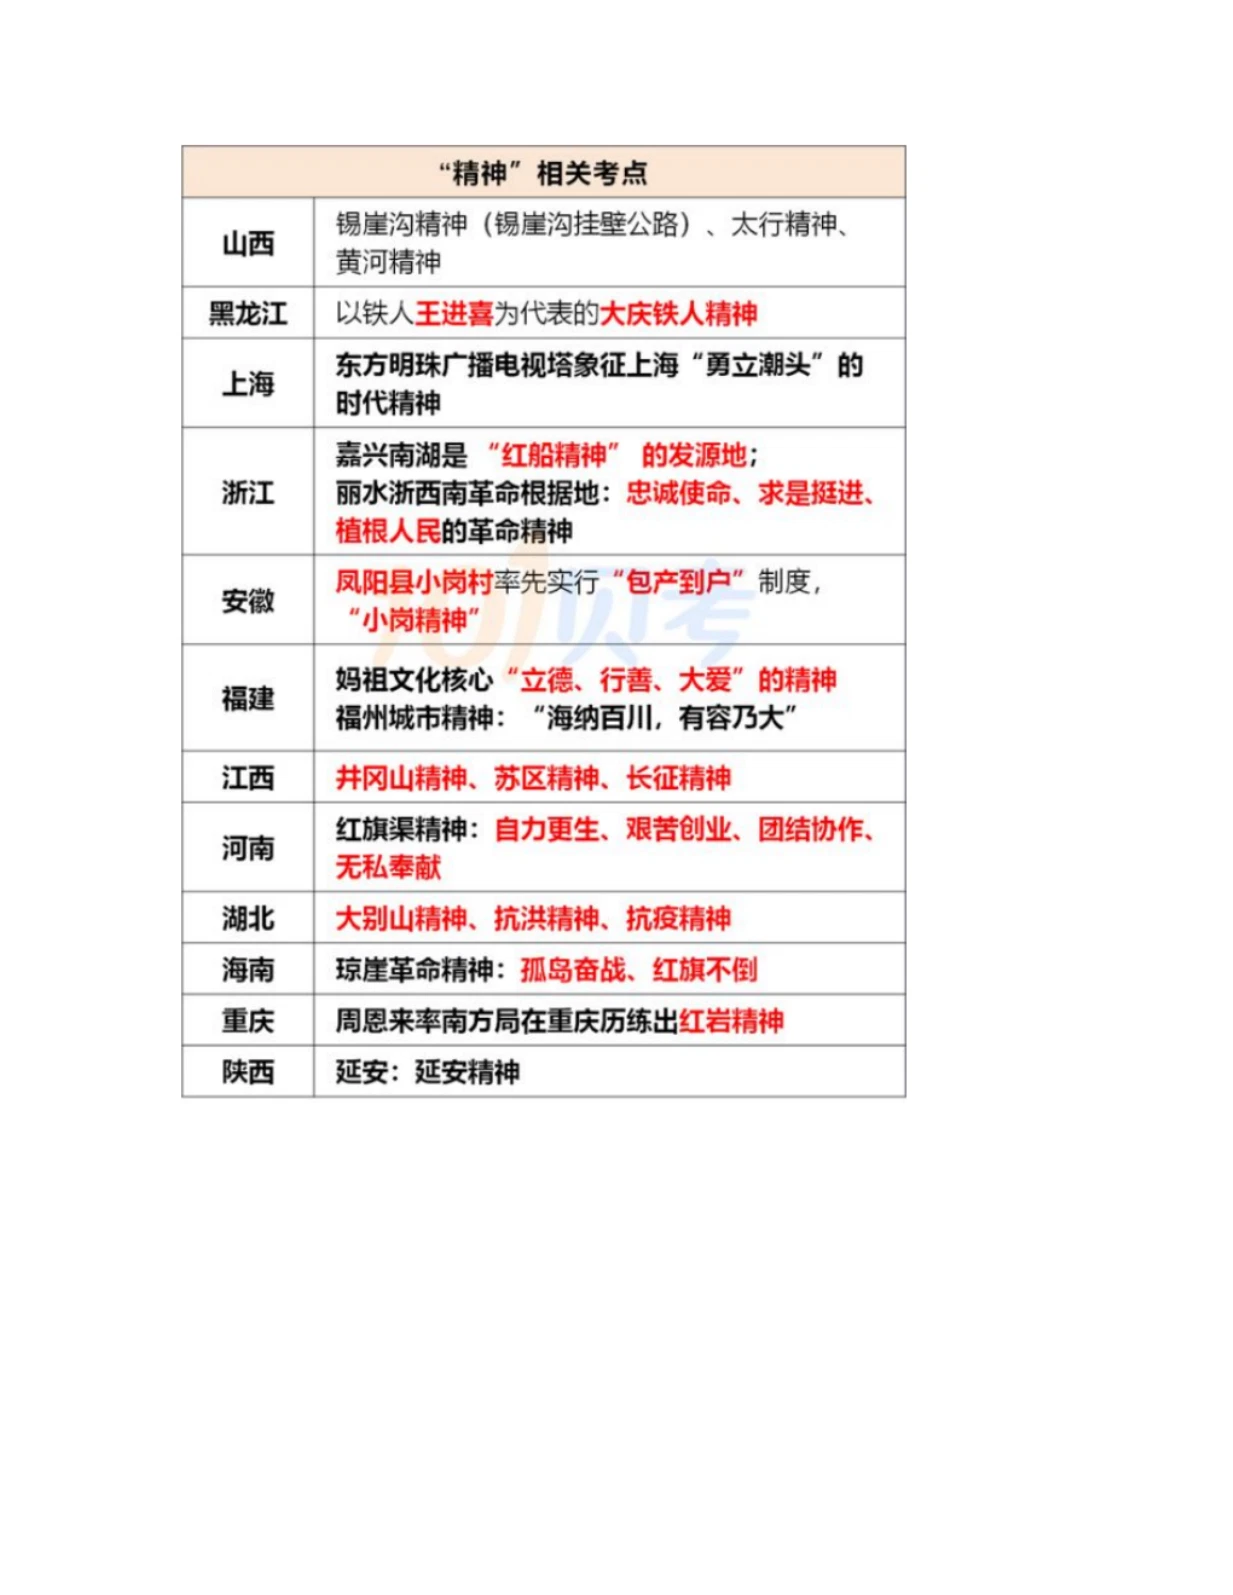 “精神”相关考点
山西
锡崖沟精神（锡崖沟挂壁公路）、太行精神、
黄河精神
黑龙江
以铁人王进喜为代表的大庆铁人精神
上海
东方明珠广播电视塔象征上海“勇立潮头”的
时代精神
浙江
嘉兴南湖是 “红船精神” 的发源地；
丽水浙西南革命根据地：忠诚使命、求是挺进、
植根人民的革命精神
安徽
凤阳县小岗村率先实行“包产到户”制度，
“小岗精神”
福建
妈祖文化核心“立德、行善、大爱”的精神
福州城市精神：“海纳百川，有容乃大”
江西
井冈山精神、苏区精神、长征精神
河南
红旗渠精神：自力更生、艰苦创业、团结协作、
无私奉献
湖北
大别山精神、抗洪精神、抗疫精神
海南
琼崖革命精神：孤岛奋战、红旗不倒
重庆
周恩来率南方局在重庆历练出红岩精神
陕西
延安：延安精神
101贝考